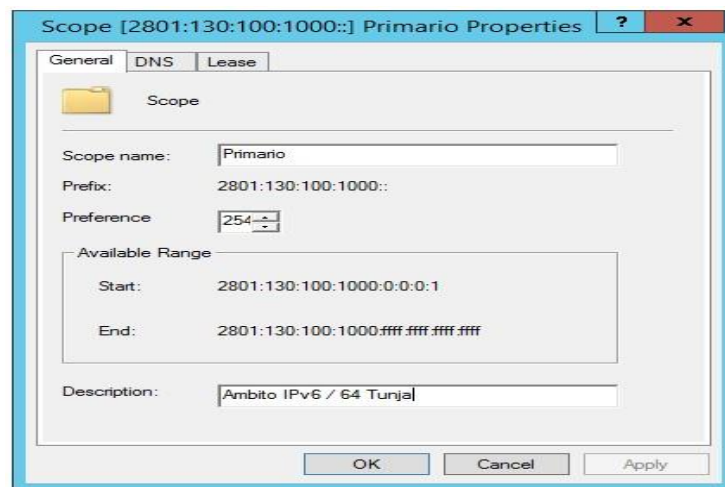 Scope [2801:130:100:1000::] Primario Properties ? x
General DNS Lease
Scope
Scope name: Primario
Prefix: 2801:130:100:1000::
Preference 254
Available Range
Start: 2801:130:100:1000:0:0:0:1
End: 2801:130:100:1000:ffff:ffff:ffff:ffff
Description: Ambito IPv6 / 64 Tunja
OK Cancel Apply